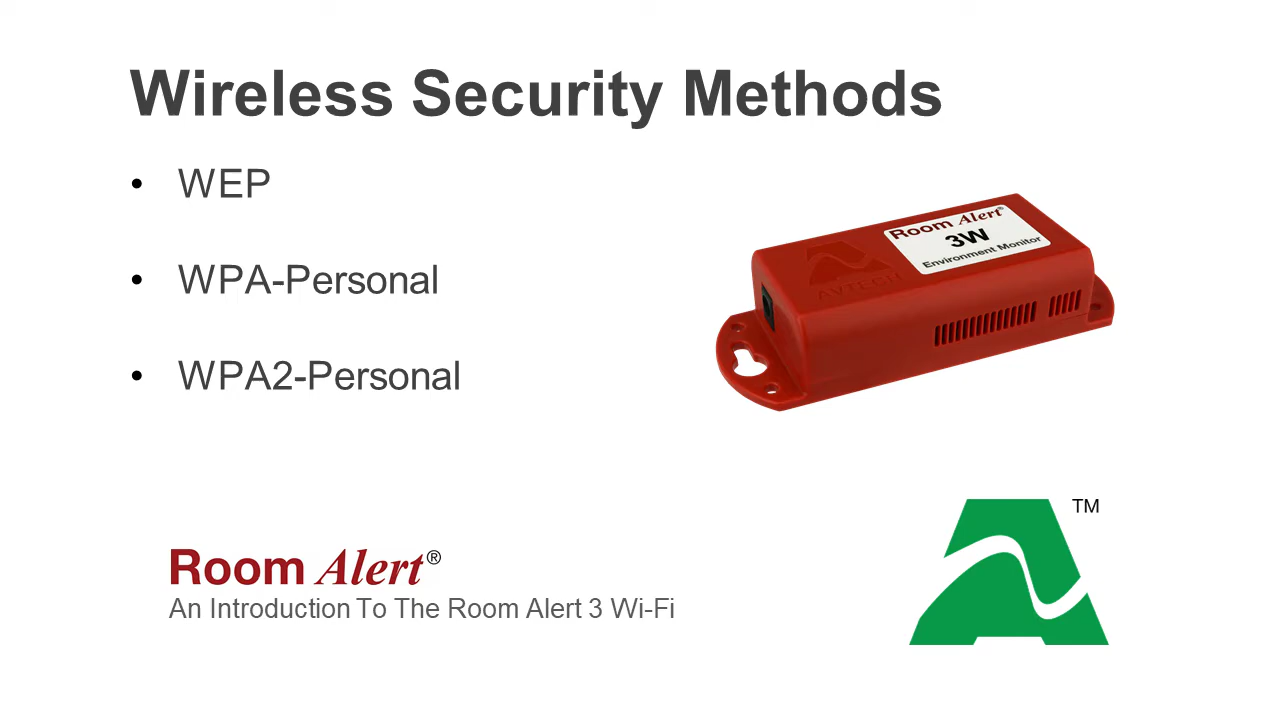 Wireless Security Methods
• WEP
• WPA-Personal
• WPA2-Personal
Room Alert®
3W
Environment Monitor
AVTECH
TM
Room Alert®
An Introduction To The Room Alert 3 Wi-Fi